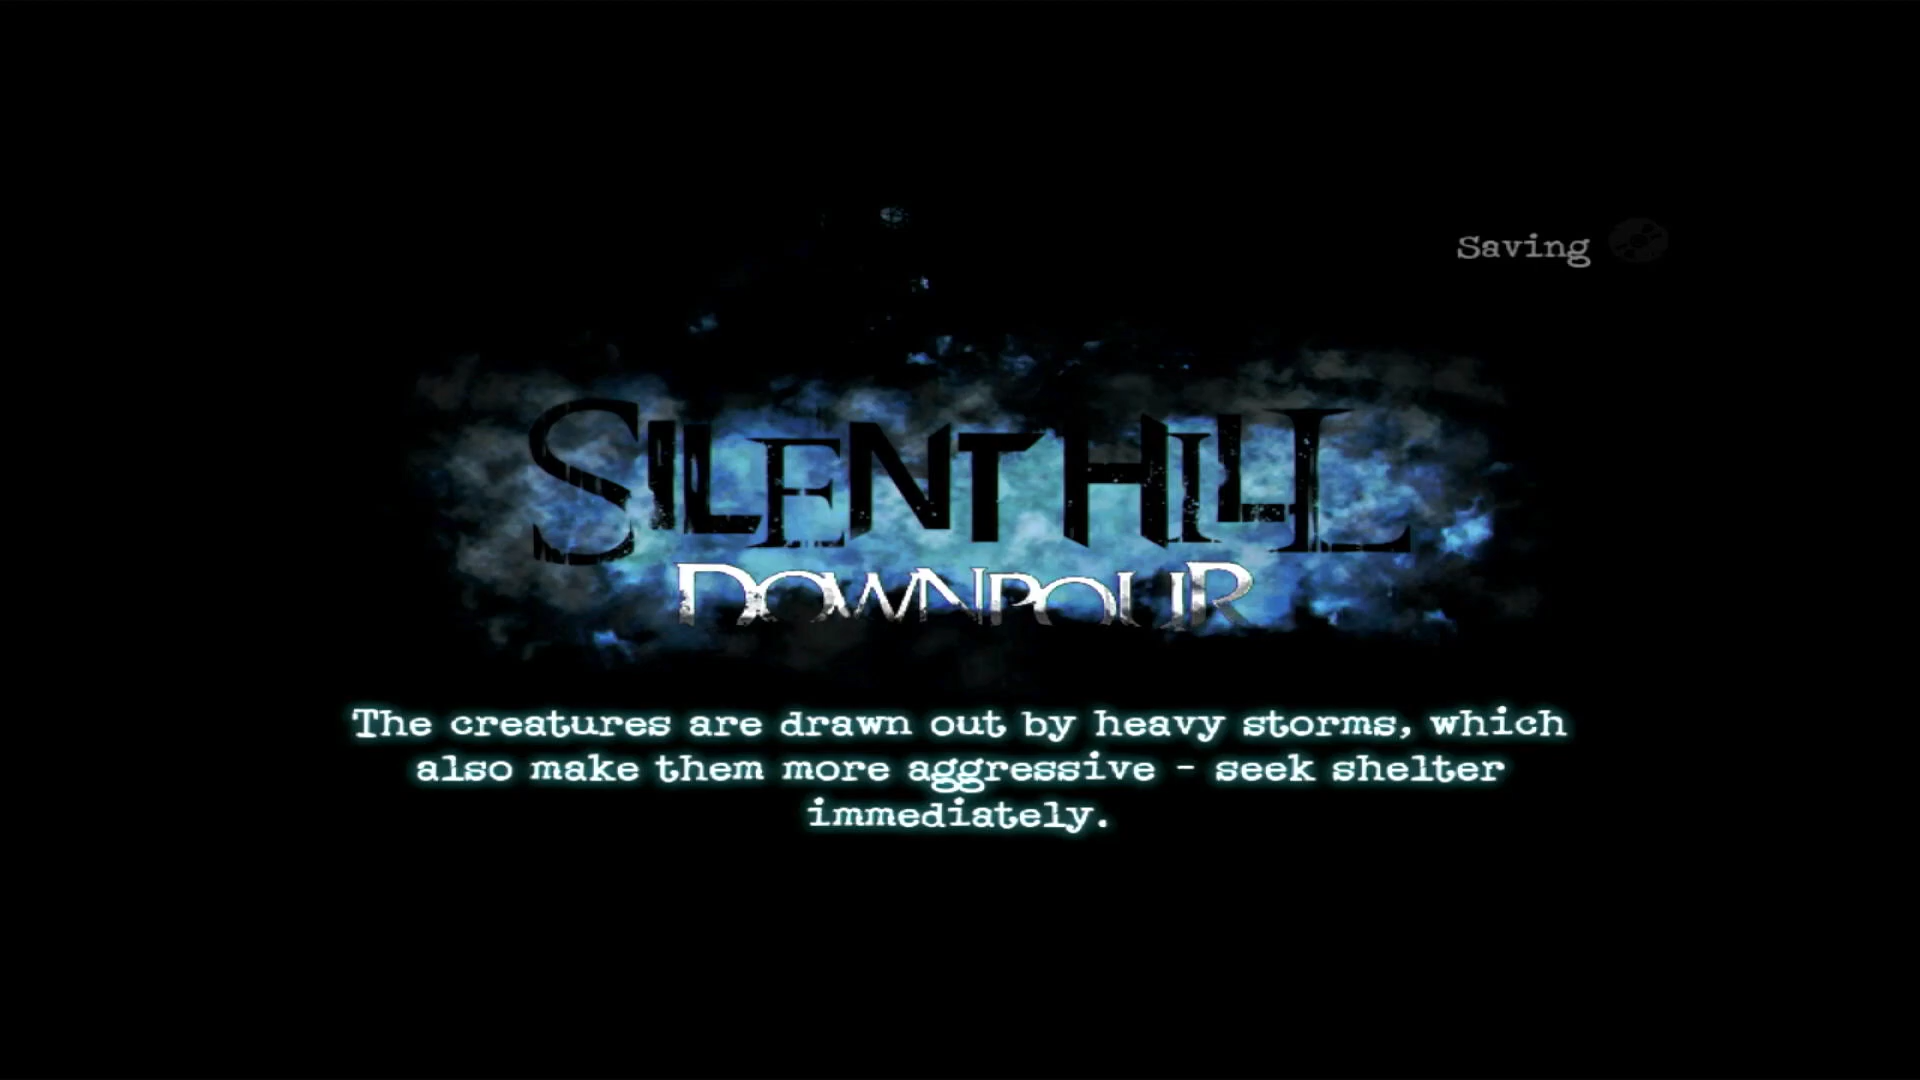 Saving
SILENT HILL
DOWNPOUR
The creatures are drawn out by heavy storms, which
also make them more aggressive - seek shelter
immediately.